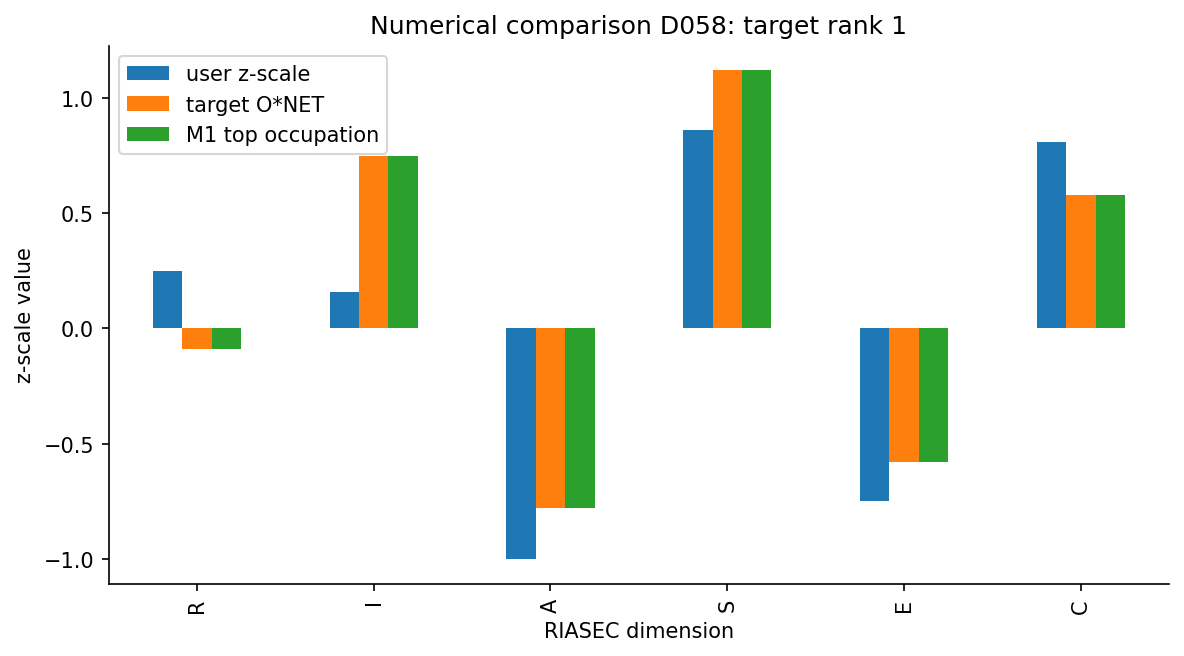 Numerical comparison D058: target rank 1
user z-scale
target O*NET
M1 top occupation
1.0
0.5
0.0
−0.5
−1.0
z-scale value
R
I
A
S
E
C
RIASEC dimension